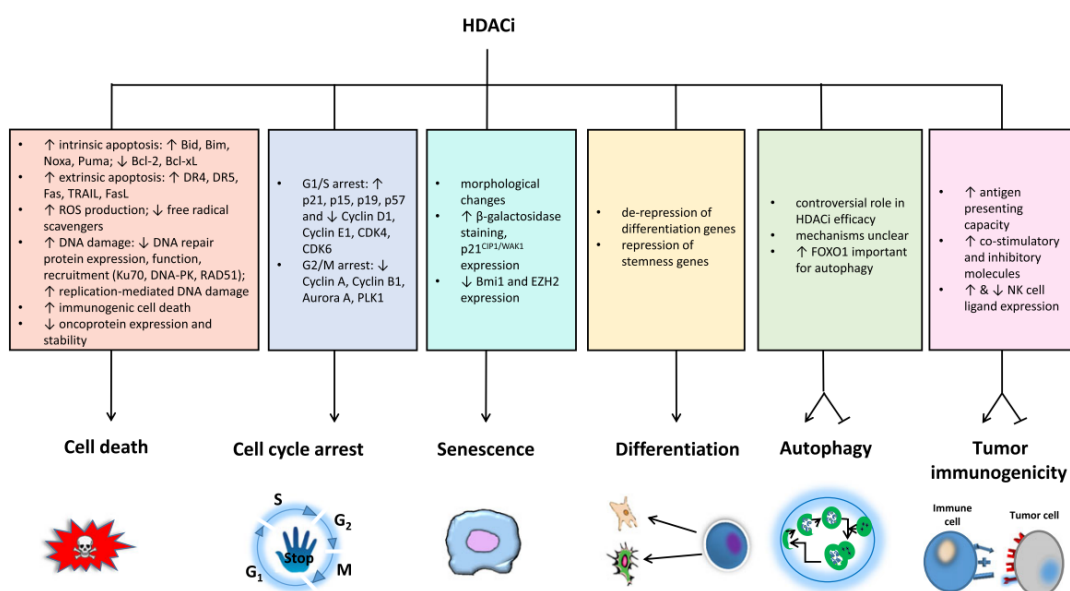 HDACi
• ↑ intrinsic apoptosis: ↑ Bid, Bim,
Noxa, Puma; ↓ Bcl-2, Bcl-xL
• ↑ extrinsic apoptosis: ↑ DR4, DR5,
Fas, TRAIL, FasL
• ↑ ROS production; ↓ free radical
scavengers
• ↑ DNA damage: ↓ DNA repair
protein expression, function,
recruitment (Ku70, DNA-PK, RAD51);
↑ replication-mediated DNA damage
• ↑ immunogenic cell death
• ↓ oncoprotein expression and
stability
• G1/S arrest: ↑
p21, p15, p19, p57
and ↓ Cyclin D1,
Cyclin E1, CDK4,
CDK6
• G2/M arrest: ↓
Cyclin A, Cyclin B1,
Aurora A, PLK1
• morphological
changes
• ↑ β-galactosidase
staining,
p21CIP1/WAK1
expression
• ↓ Bmi1 and EZH2
expression
• de-repression of
differentiation genes
• repression of
stemness genes
• controversial role in
HDACi efficacy
• mechanisms unclear
• ↑ FOXO1 important
for autophagy
• ↑ antigen
presenting
capacity
• ↑ co-stimulatory
and inhibitory
molecules
• ↑ & ↓ NK cell
ligand expression
Cell death
Cell cycle arrest
Senescence
Differentiation
Autophagy
Tumor
immunogenicity
S
G2
Stop
G1
M
Immune
cell
Tumor cell